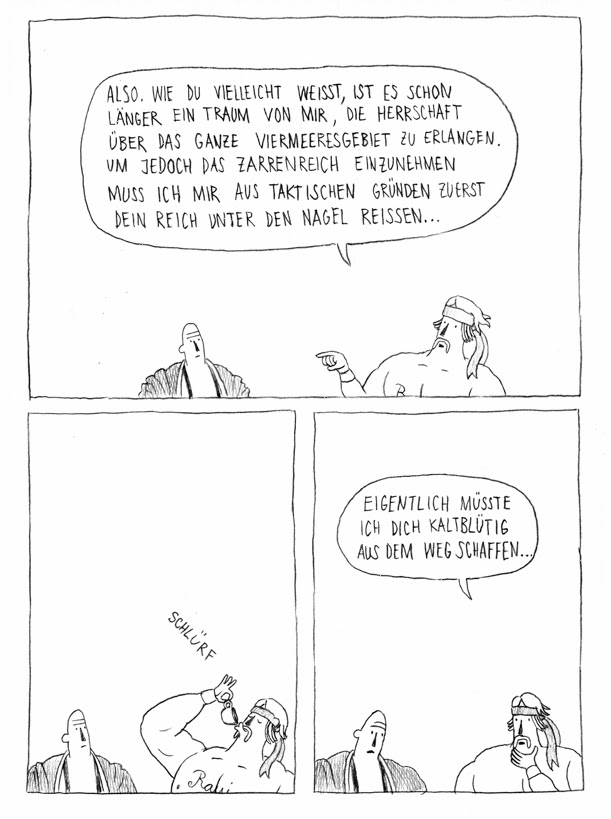 ALSO. WIE DU VIELLEICHT WEISST, IST ES SCHON
LÄNGER EIN TRAUM VON MIR, DIE HERRSCHAFT
ÜBER DAS GANZE VIERMEERESGEBIET ZU ERLANGEN.
UM JEDOCH DAS ZARRENREICH EINZUNEHMEN
MUSS ICH MIR AUS TAKTISCHEN GRÜNDEN ZUERST
DEIN REICH UNTER DEN NAGEL REISSEN...
SCHLÜRF
EIGENTLICH MÜSSTE
ICH DICH KALTBLÜTIG
AUS DEM WEG SCHAFFEN...